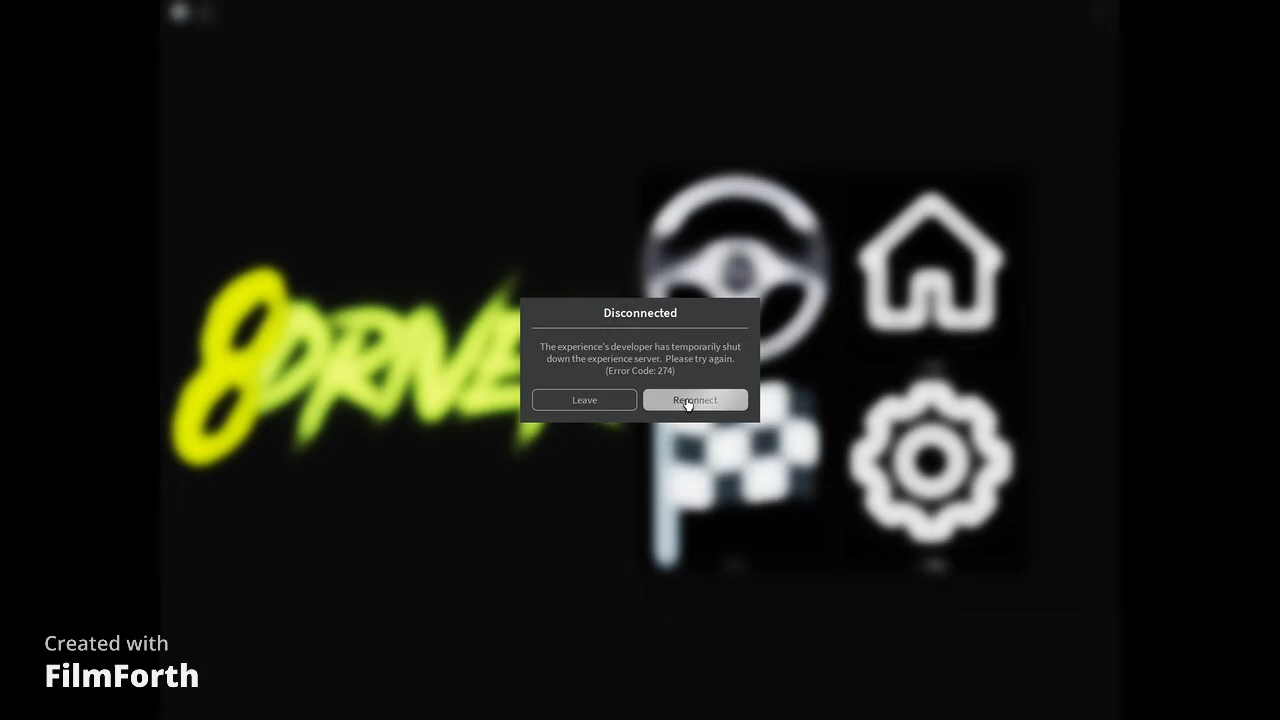 8DRIVE
Disconnected
The experience's developer has temporarily shut
down the experience server. Please try again.
(Error Code: 274)
Leave
Reconnect
Created with
FilmForth